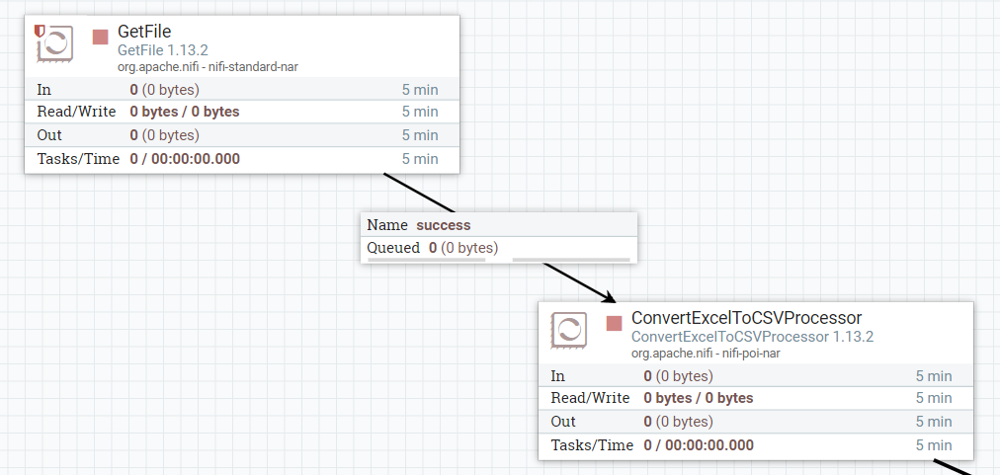 GetFile
GetFile 1.13.2
org.apache.nifi - nifi-standard-nar
In 0 (0 bytes) 5 min
Read/Write 0 bytes / 0 bytes 5 min
Out 0 (0 bytes) 5 min
Tasks/Time 0 / 00:00:00.000 5 min
Name success
Queued 0 (0 bytes)
ConvertExcelToCSVProcessor
ConvertExcelToCSVProcessor 1.13.2
org.apache.nifi - nifi-poi-nar
In 0 (0 bytes) 5 min
Read/Write 0 bytes / 0 bytes 5 min
Out 0 (0 bytes) 5 min
Tasks/Time 0 / 00:00:00.000 5 min